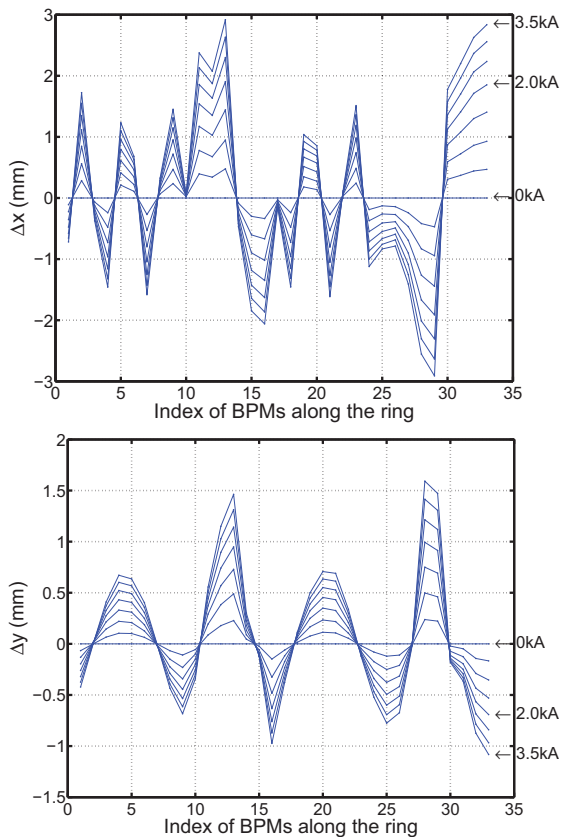 3
2
1
0
−1
−2
−3
Δx (mm)
←3.5kA
←2.0kA
←0kA
0 5 10 15 20 25 30 35
Index of BPMs along the ring
2
1.5
1
0.5
0
−0.5
−1
−1.5
Δy (mm)
←0kA
←2.0kA
←3.5kA
0 5 10 15 20 25 30 35
Index of BPMs along the ring